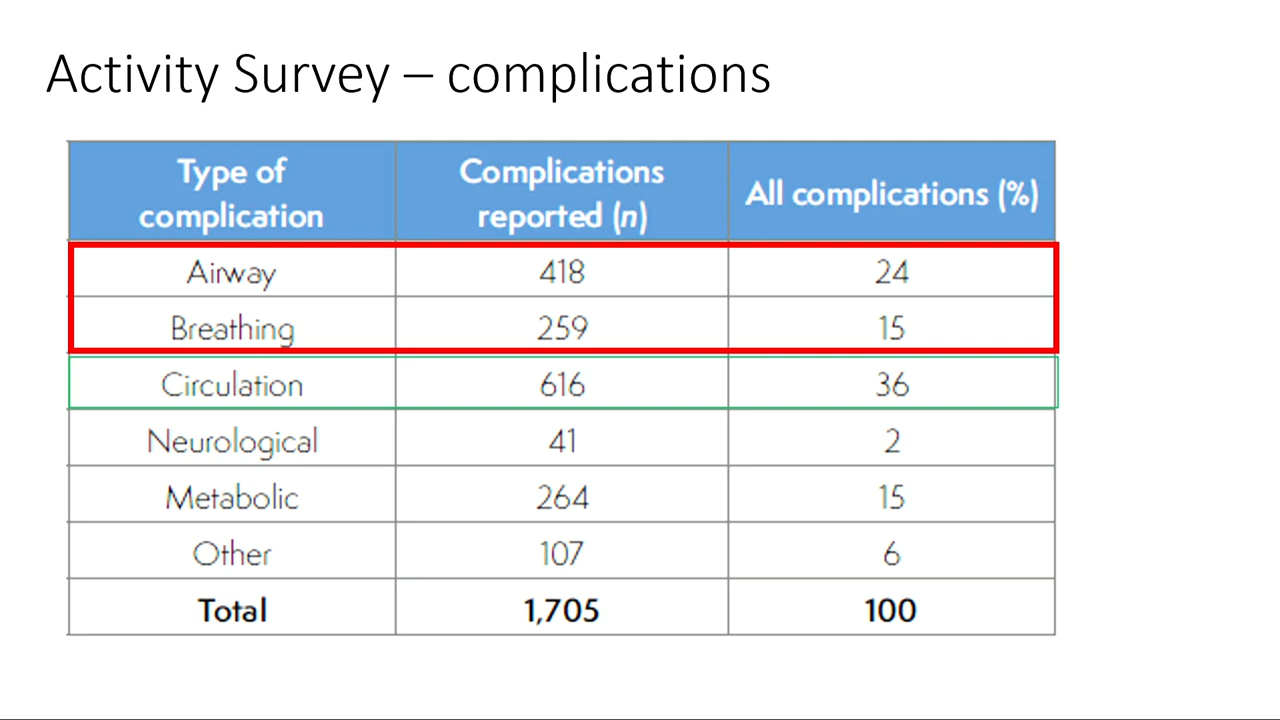 Activity Survey – complications
Type of complication | Complications reported (n) | All complications (%)
Airway | 418 | 24
Breathing | 259 | 15
Circulation | 616 | 36
Neurological | 41 | 2
Metabolic | 264 | 15
Other | 107 | 6
Total | 1,705 | 100